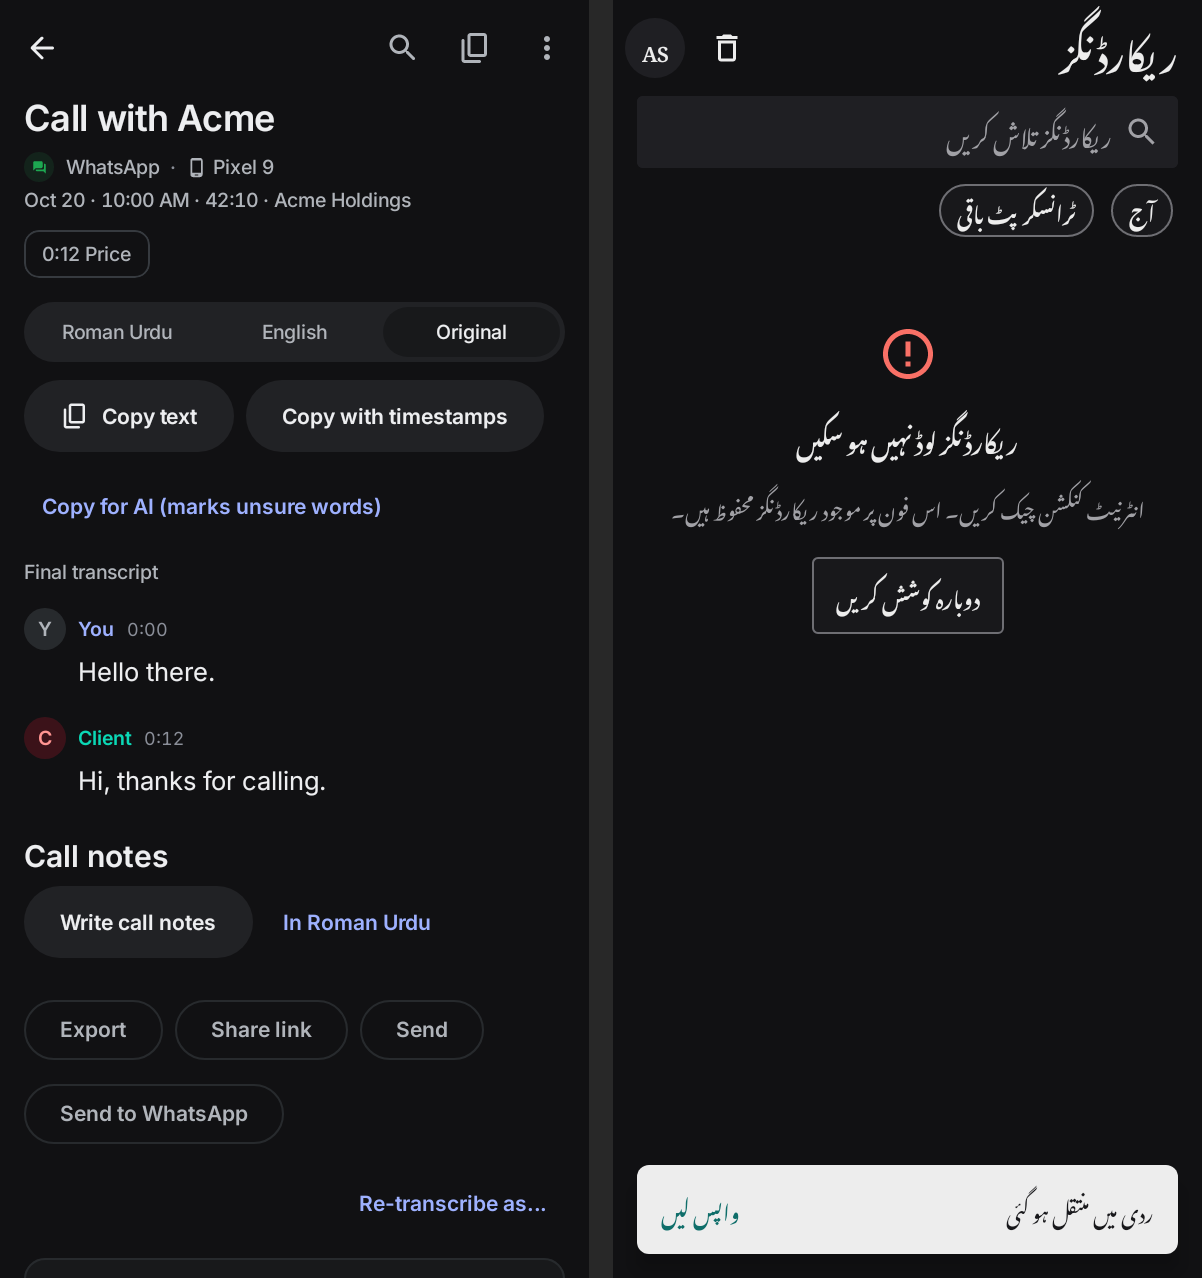 Call with Acme
WhatsApp · Pixel 9
Oct 20 · 10:00 AM · 42:10 · Acme Holdings
0:12 Price
Roman Urdu English Original
Copy text Copy with timestamps
Copy for AI (marks unsure words)
Final transcript
Y You 0:00
Hello there.
C Client 0:12
Hi, thanks for calling.
Call notes
Write call notes In Roman Urdu
Export Share link Send
Send to WhatsApp
Re-transcribe as...
ریکارڈنگز
AS
ریکارڈنگز تلاش کریں
آج ٹرانسکرپٹ باقی
ریکارڈنگز لوڈ نہیں ہو سکیں
انٹرنیٹ کنکشن چیک کریں۔ اس فون پر موجود ریکارڈنگز محفوظ ہیں۔
دوبارہ کوشش کریں
ردی میں منتقل ہو گئی واپس لیں